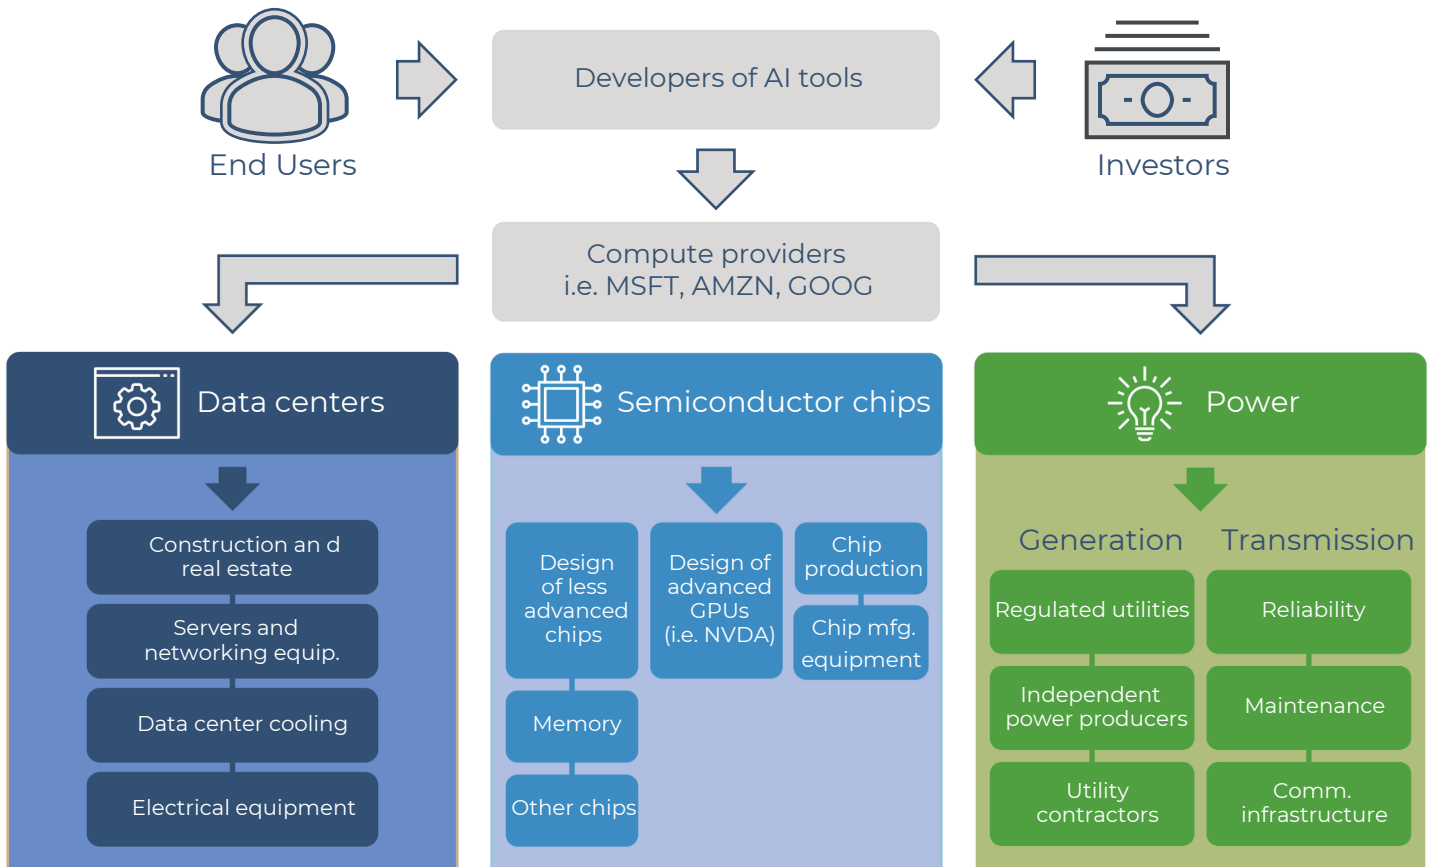 Developers of AI tools
End Users
Investors
Compute providers
i.e. MSFT, AMZN, GOOG
Data centers
Construction an d
real estate
Servers and
networking equip.
Data center cooling
Electrical equipment
Semiconductor chips
Design
of less
advanced
chips
Memory
Other chips
Design of
advanced
GPUs
(i.e. NVDA)
Chip
production
Chip mfg.
equipment
Power
Generation
Regulated utilities
Independent
power producers
Utility
contractors
Transmission
Reliability
Maintenance
Comm.
infrastructure